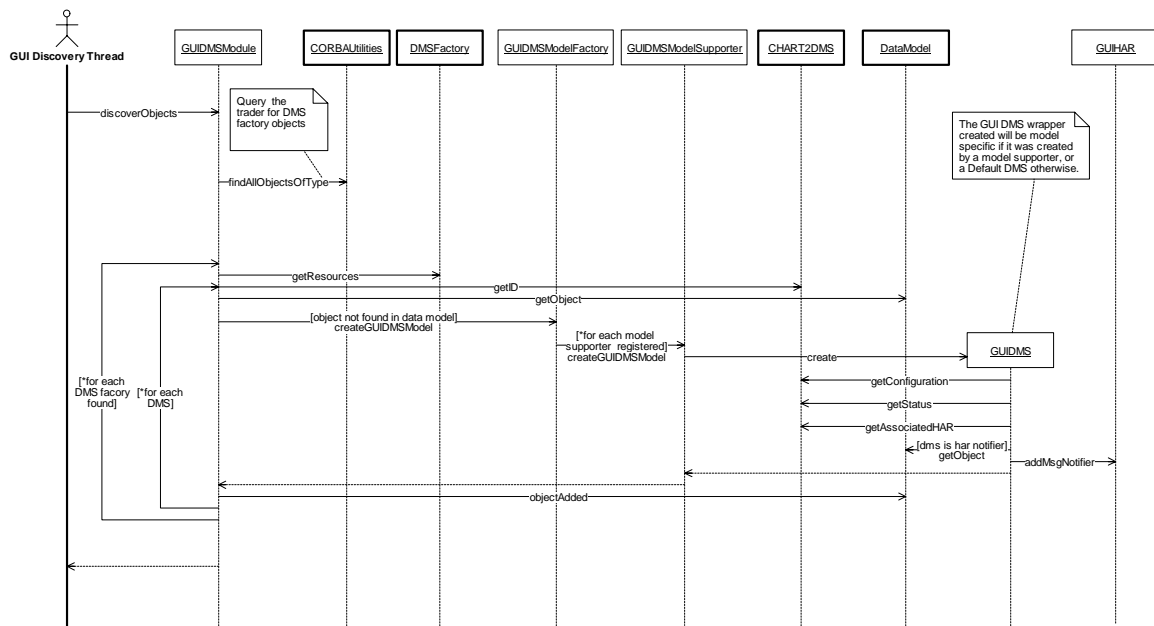 GUI Discovery Thread
GUIDMSModule
CORBAUtilities
DMSFactory
GUIDMSModelFactory
GUIDMSModelSupporter
CHART2DMS
DataModel
GUIHAR
discoverObjects
Query the
trader for DMS
factory objects
The GUI DMS wrapper
created will be model
specific if it was created
by a model supporter, or
a Default DMS otherwise.
findAllObjectsOfType
getResources
getID
getObject
[object not found in data model]
createGUIDMSModel
[*for each model
supporter registered]
createGUIDMSModel
create
GUIDMS
[*for each
DMS facory
found]
[*for each
DMS]
getConfiguration
getStatus
getAssociatedHAR
[dms is har notifier]
getObject
addMsgNotifier
objectAdded